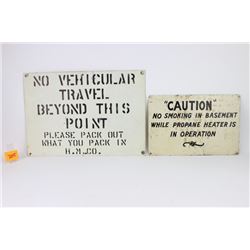 NO VEHICULAR
TRAVEL
BEYOND THIS
POINT
PLEASE PACK OUT
WHAT YOU PACK IN
H.M.CO.
"CAUTION"
NO SMOKING IN BASEMENT
WHILE PROPANE HEATER IS
IN OPERATION